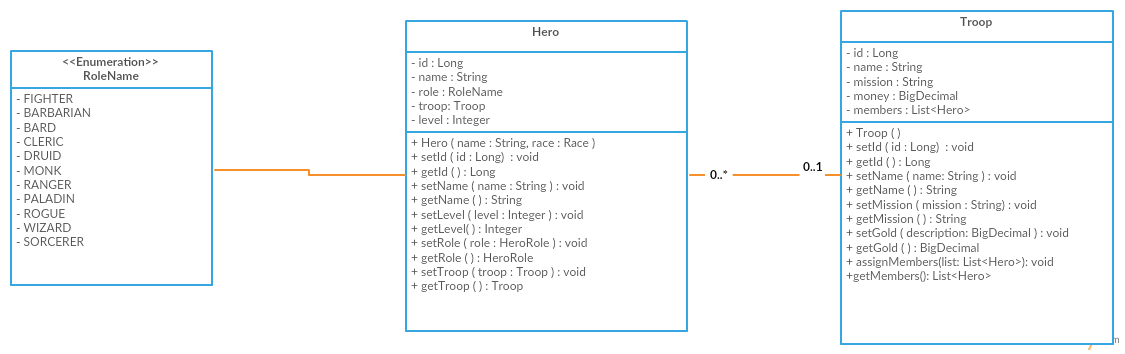 <<Enumeration>>
RoleName
- FIGHTER
- BARBARIAN
- BARD
- CLERIC
- DRUID
- MONK
- RANGER
- PALADIN
- ROGUE
- WIZARD
- SORCERER
Hero
- id : Long
- name : String
- role : RoleName
- troop: Troop
- level : Integer
+ Hero ( name : String, race : Race )
+ setId ( id : Long) : void
+ getId ( ) : Long
+ setName ( name : String ) : void
+ getName ( ) : String
+ setLevel ( level : Integer ) : void
+ getLevel( ) : Integer
+ setRole ( role : HeroRole ) : void
+ getRole ( ) : HeroRole
+ setTroop ( troop : Troop ) : void
+ getTroop ( ) : Troop
0..*
0..1
Troop
- id : Long
- name : String
- mission : String
- money : BigDecimal
- members : List<Hero>
+ Troop ( )
+ setId ( id : Long) : void
+ getId ( ) : Long
+ setName ( name: String ) : void
+ getName ( ) : String
+ setMission ( mission : String) : void
+ getMission ( ) : String
+ setGold ( description: BigDecimal ) : void
+ getGold ( ) : BigDecimal
+ assignMembers(list: List<Hero>): void
+getMembers(): List<Hero>